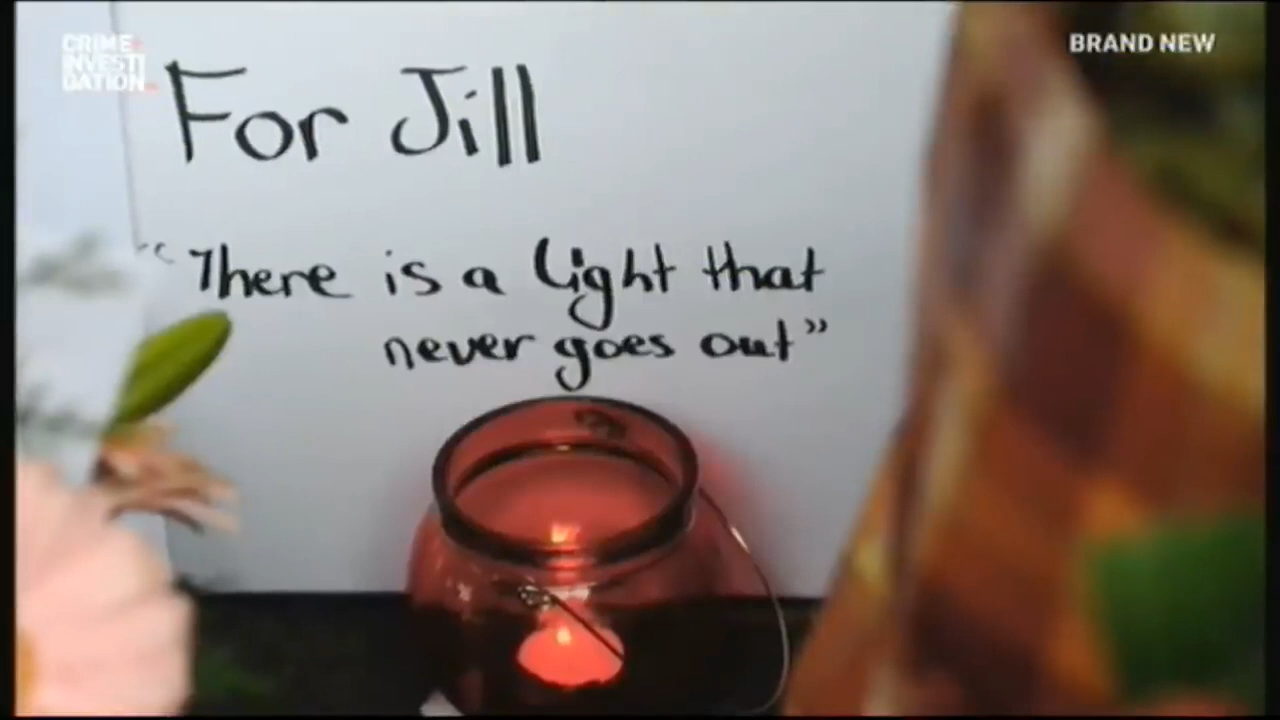 CRIME+
INVESTI
GATION
BRAND NEW
For Jill
"There is a light that
never goes out"